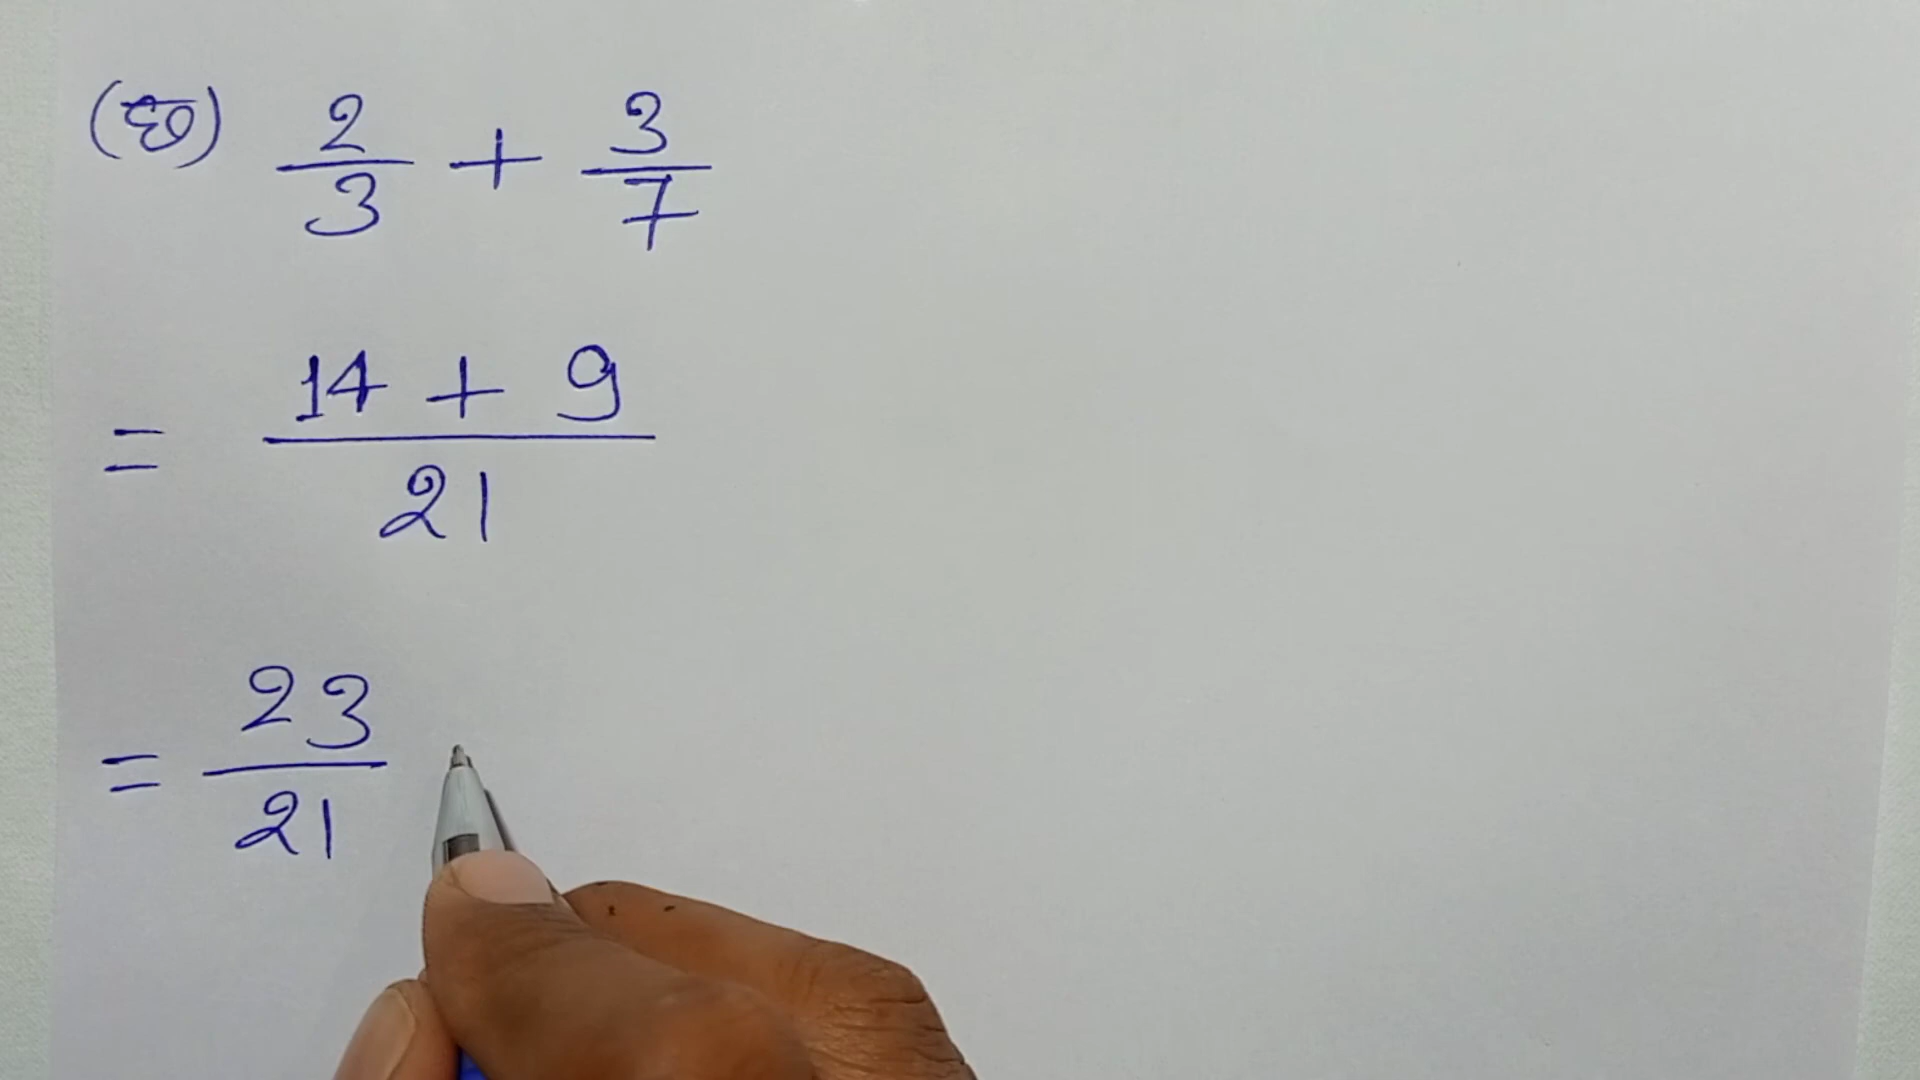 (छ) 2/3 + 3/7
= 14 + 9 / 21
= 23/21